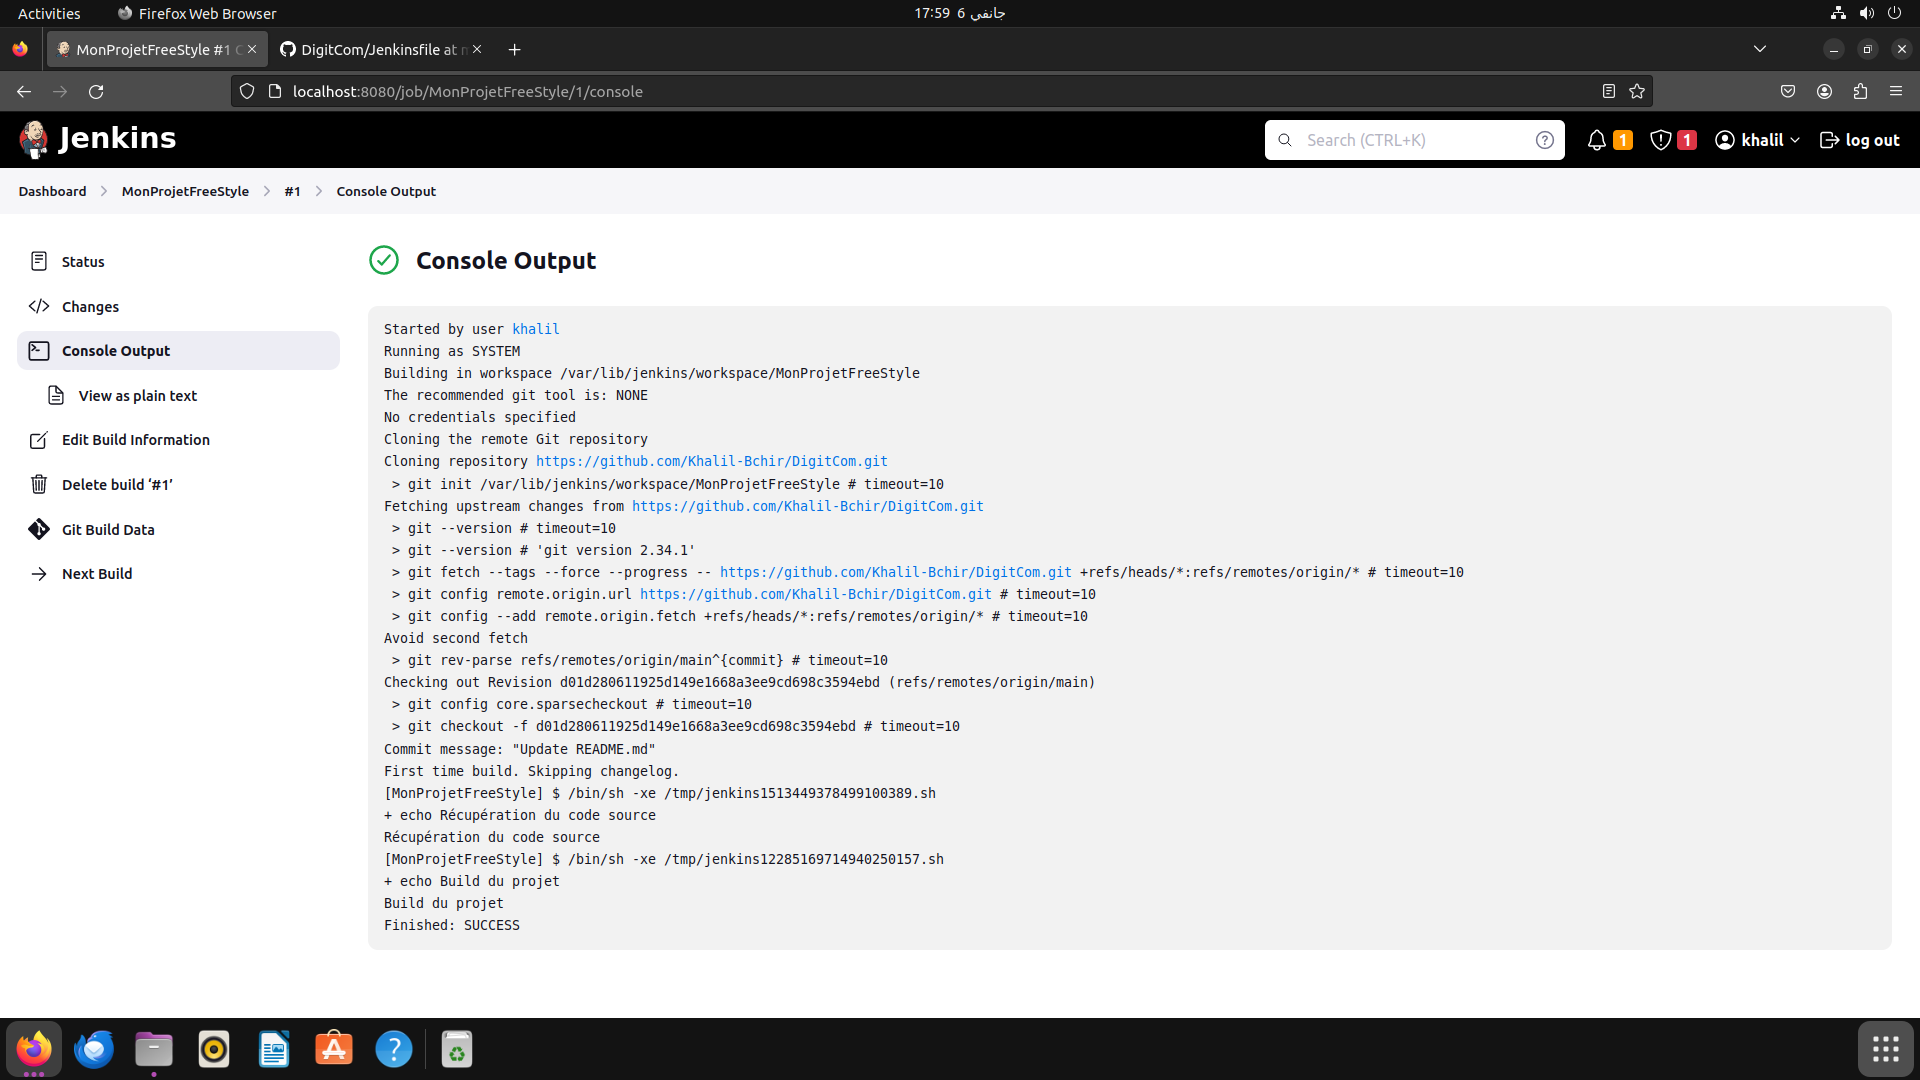 Activities
Firefox Web Browser
17:59 6 جانفي
MonProjetFreeStyle #1 C
DigitCom/Jenkinsfile at m
localhost:8080/job/MonProjetFreeStyle/1/console
Jenkins
Search (CTRL+K)
1
1
khalil
log out
Dashboard
MonProjetFreeStyle
#1
Console Output
Status
Changes
Console Output
View as plain text
Edit Build Information
Delete build ‘#1’
Git Build Data
Next Build
Console Output
Started by user khalil
Running as SYSTEM
Building in workspace /var/lib/jenkins/workspace/MonProjetFreeStyle
The recommended git tool is: NONE
No credentials specified
Cloning the remote Git repository
Cloning repository https://github.com/Khalil-Bchir/DigitCom.git
> git init /var/lib/jenkins/workspace/MonProjetFreeStyle # timeout=10
Fetching upstream changes from https://github.com/Khalil-Bchir/DigitCom.git
> git --version # timeout=10
> git --version # 'git version 2.34.1'
> git fetch --tags --force --progress -- https://github.com/Khalil-Bchir/DigitCom.git +refs/heads/*:refs/remotes/origin/* # timeout=10
> git config remote.origin.url https://github.com/Khalil-Bchir/DigitCom.git # timeout=10
> git config --add remote.origin.fetch +refs/heads/*:refs/remotes/origin/* # timeout=10
Avoid second fetch
> git rev-parse refs/remotes/origin/main^{commit} # timeout=10
Checking out Revision d01d280611925d149e1668a3ee9cd698c3594ebd (refs/remotes/origin/main)
> git config core.sparsecheckout # timeout=10
> git checkout -f d01d280611925d149e1668a3ee9cd698c3594ebd # timeout=10
Commit message: "Update README.md"
First time build. Skipping changelog.
[MonProjetFreeStyle] $ /bin/sh -xe /tmp/jenkins1513449378499100389.sh
+ echo Récupération du code source
Récupération du code source
[MonProjetFreeStyle] $ /bin/sh -xe /tmp/jenkins12285169714940250157.sh
+ echo Build du projet
Build du projet
Finished: SUCCESS